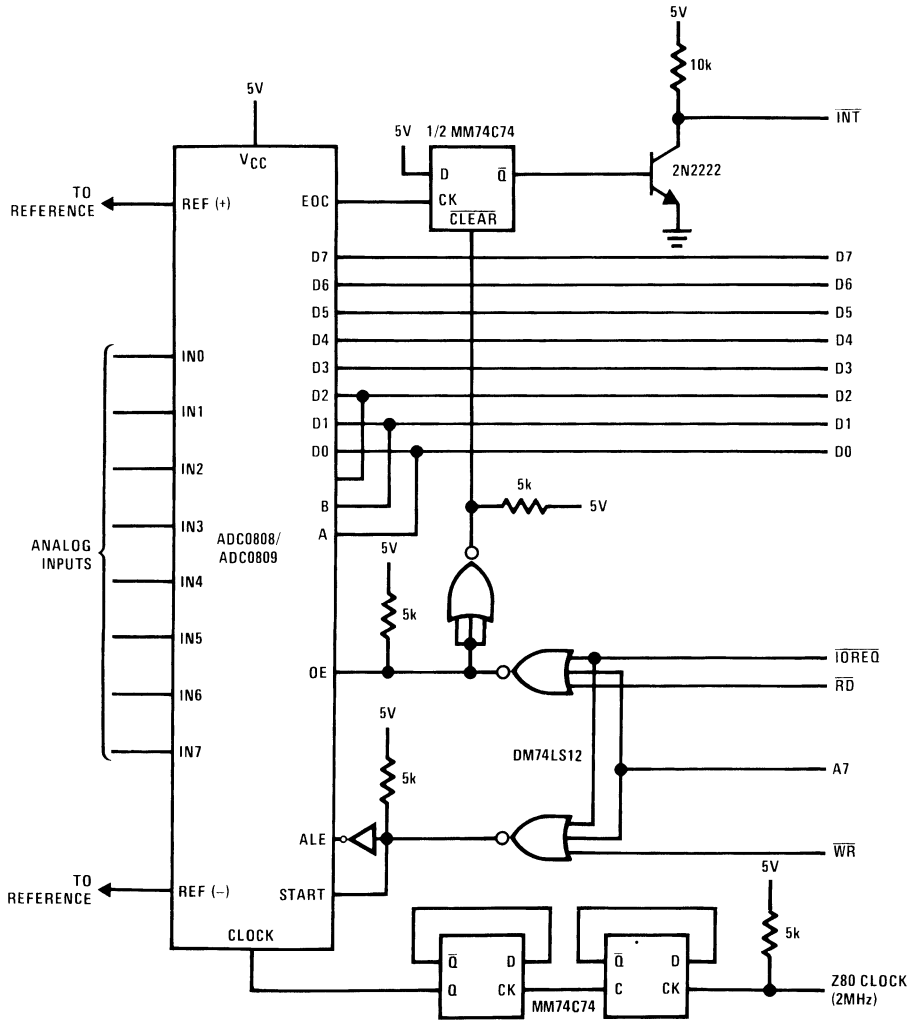 5V
10k
5V
INT
5V
1/2 MM74C74
VCC
D
Q
2N2222
TO
REFERENCE
REF (+)
EOC
CK
CLEAR
D7
D7
D6
D6
D5
D5
D4
D4
IN0
D3
D3
D2
D2
IN1
D1
D1
D0
D0
IN2
5k
5V
B
IN3
A
ADC0808/
ADC0809
ANALOG
INPUTS
5V
IN4
5k
IN5
IOREQ
OE
RD
IN6
5V
IN7
DM74LS12
A7
5k
ALE
WR
5V
TO
REFERENCE
REF (–)
START
CLOCK
5k
Q
D
Q
D
Q
CK
MM74C74
C
CK
Z80 CLOCK
(2MHz)